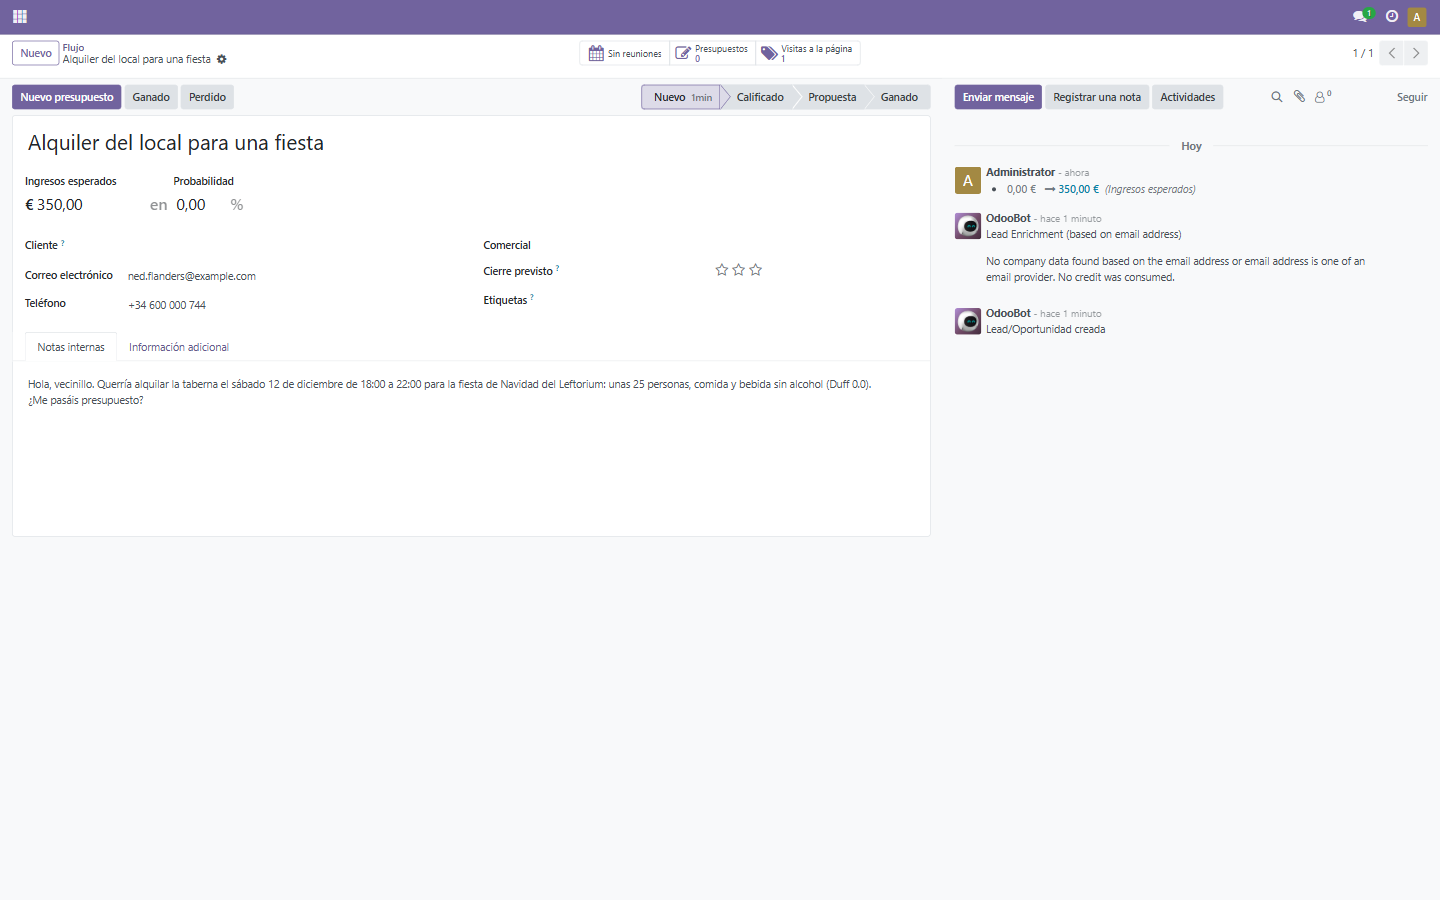 1
A
Nuevo
Flujo
Alquiler del local para una fiesta
Sin reuniones
Presupuestos
0
Visitas a la página
1
1 / 1
Nuevo presupuesto
Ganado
Perdido
Nuevo 1min
Calificado
Propuesta
Ganado
Enviar mensaje
Registrar una nota
Actividades
0
Seguir
Alquiler del local para una fiesta
Ingresos esperados
Probabilidad
€ 350,00
en 0,00 %
Cliente ?
Correo electrónico ned.flanders@example.com
Teléfono +34 600 000 744
Comercial
Cierre previsto ?
Etiquetas ?
Notas internas
Información adicional
Hola, vecinillo. Querría alquilar la taberna el sábado 12 de diciembre de 18:00 a 22:00 para la fiesta de Navidad del Leftorium: unas 25 personas, comida y bebida sin alcohol (Duff 0.0).
¿Me pasáis presupuesto?
Hoy
A
Administrator - ahora
0,00 € → 350,00 € (Ingresos esperados)
OdooBot - hace 1 minuto
Lead Enrichment (based on email address)
No company data found based on the email address or email address is one of an
email provider. No credit was consumed.
OdooBot - hace 1 minuto
Lead/Oportunidad creada